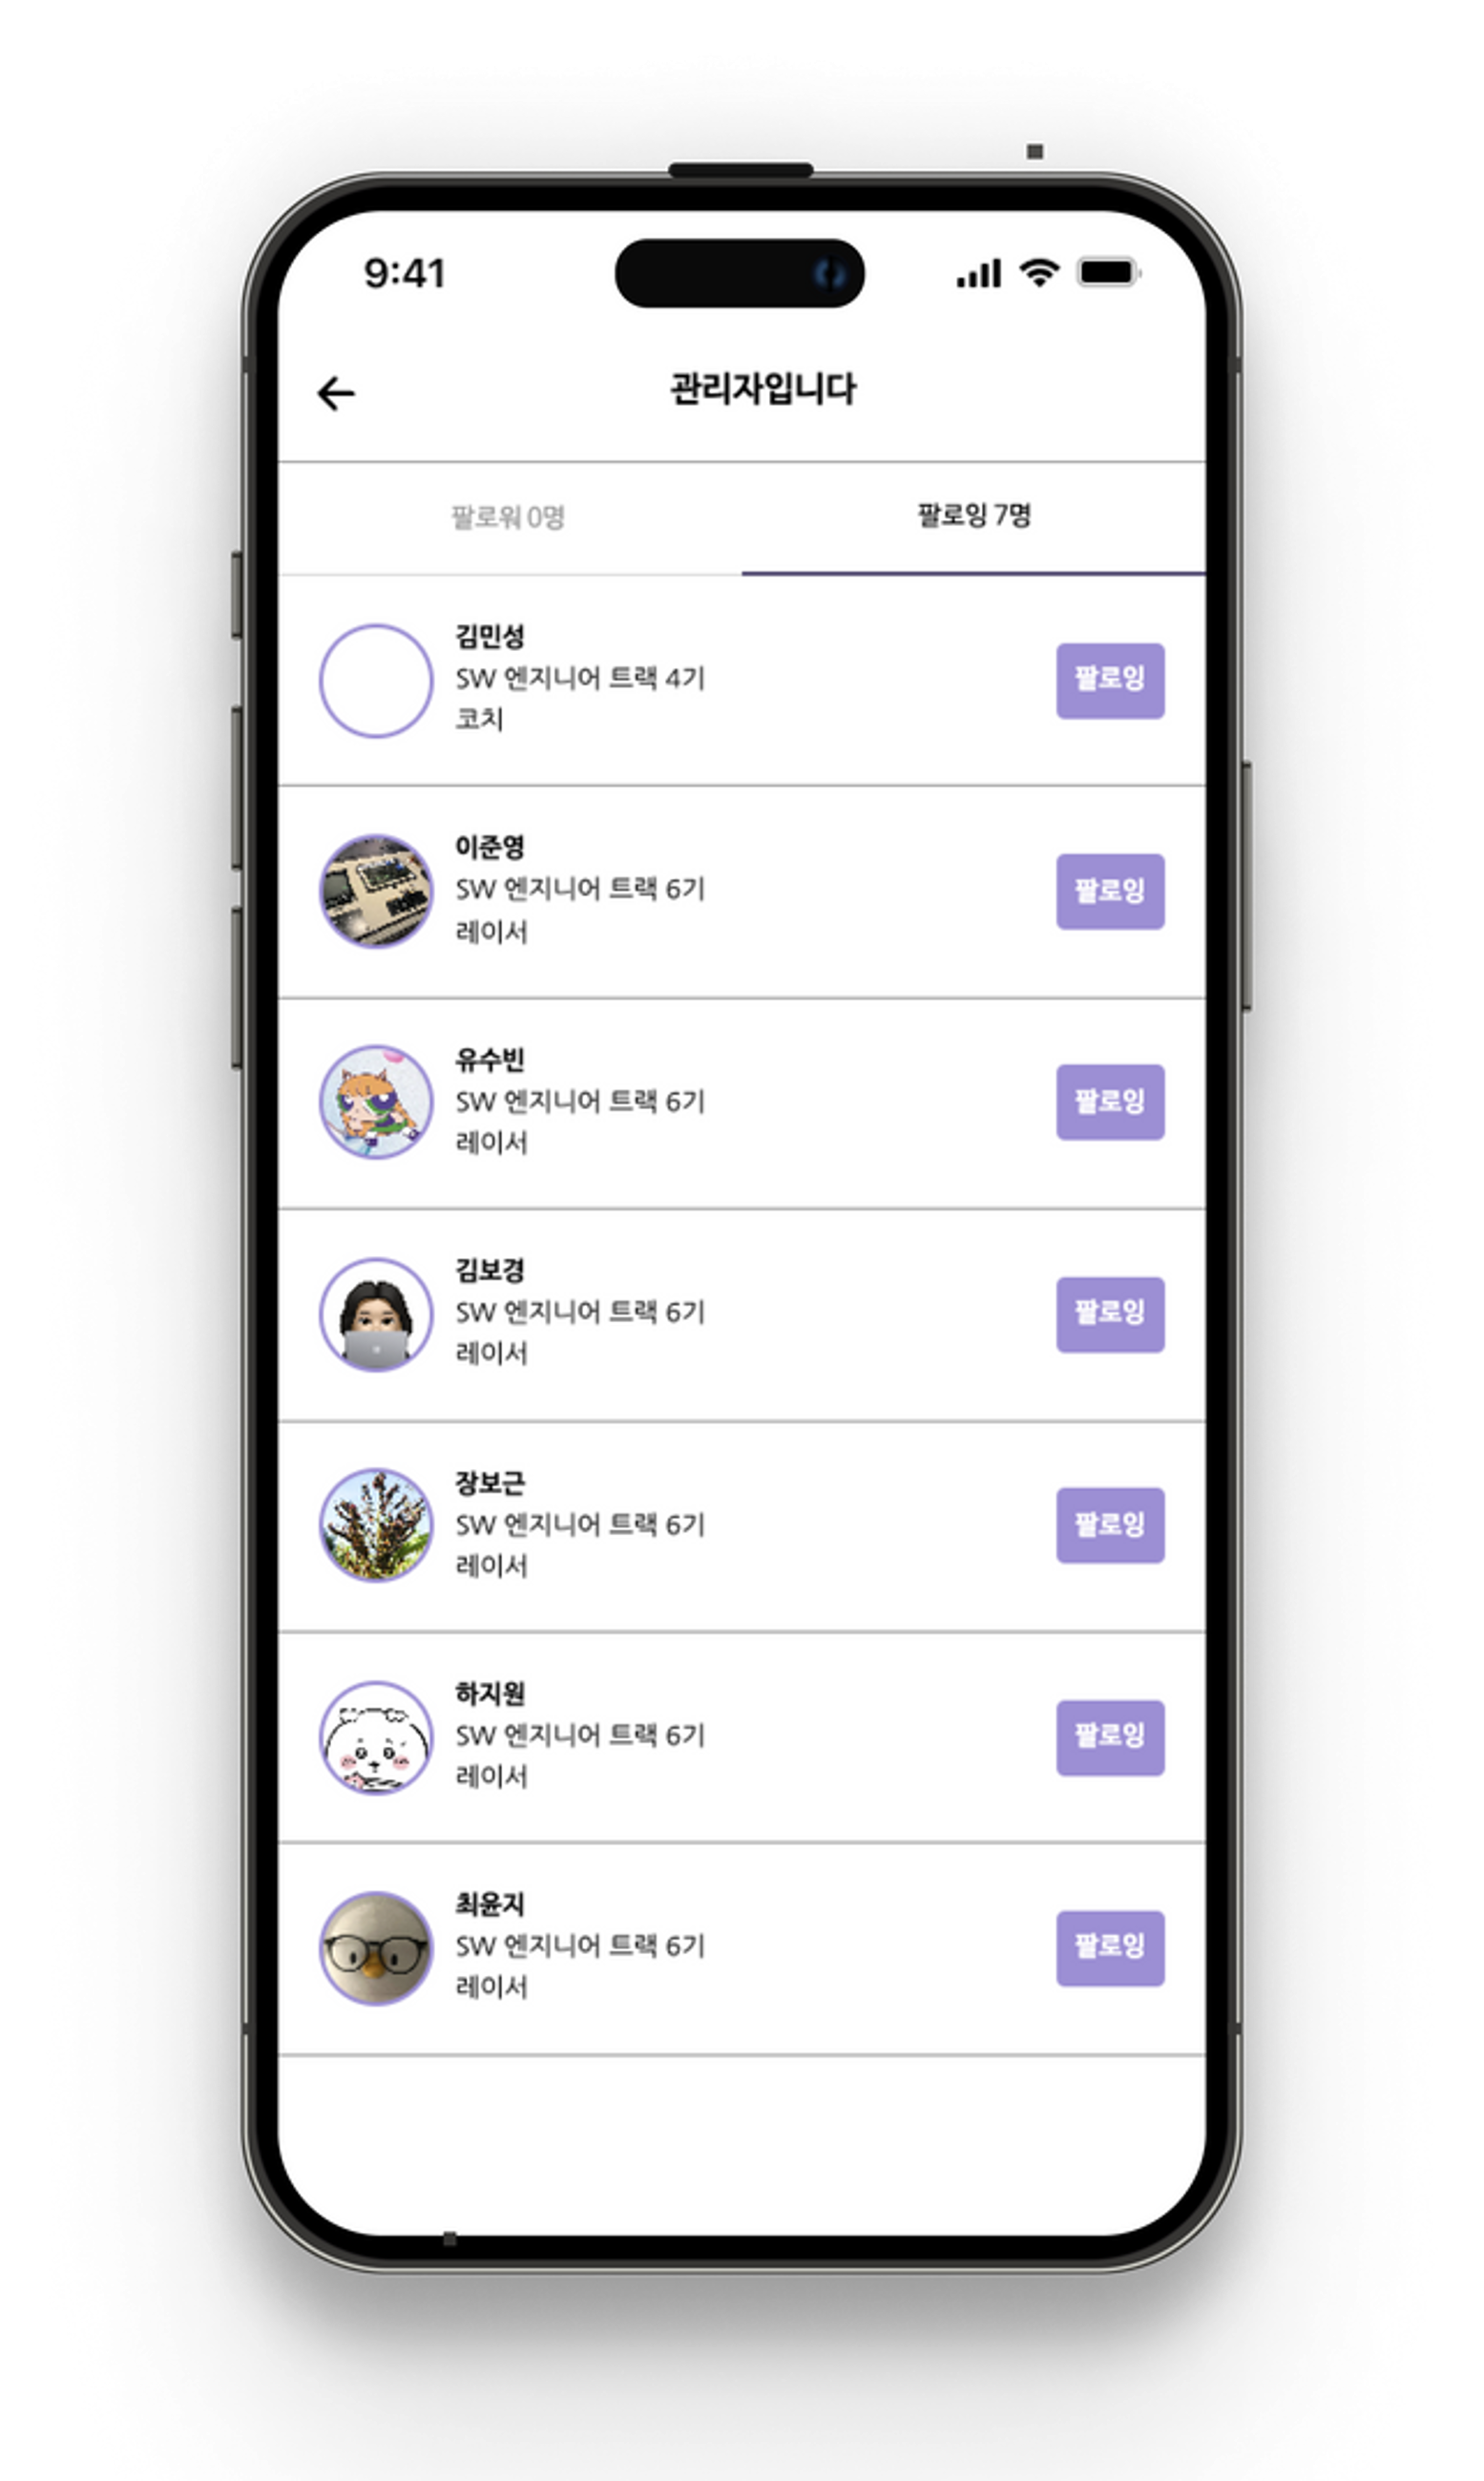 9:41
관리자입니다
팔로워 0명
팔로잉 7명
김민성
SW 엔지니어 트랙 4기
코치
팔로잉
이준영
SW 엔지니어 트랙 6기
레이서
팔로잉
유수빈
SW 엔지니어 트랙 6기
레이서
팔로잉
김보경
SW 엔지니어 트랙 6기
레이서
팔로잉
장보근
SW 엔지니어 트랙 6기
레이서
팔로잉
하지원
SW 엔지니어 트랙 6기
레이서
팔로잉
최윤지
SW 엔지니어 트랙 6기
레이서
팔로잉